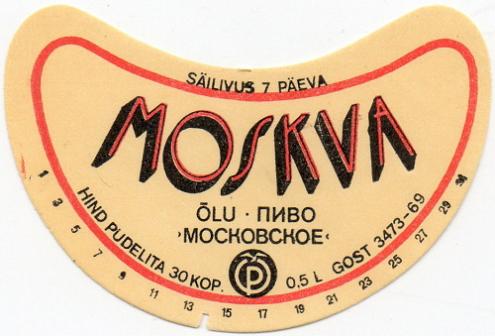 SÄILIVUS 7 PÄEVA
MOSKVA
ÕLU · ПИВО
›МОСКОВСКОЕ‹
HIND PUDELITA 30 KOP. 0,5 L GOST 3473-69
1 3 5 7 9 11 13 15 17 19 21 23 25 27 29